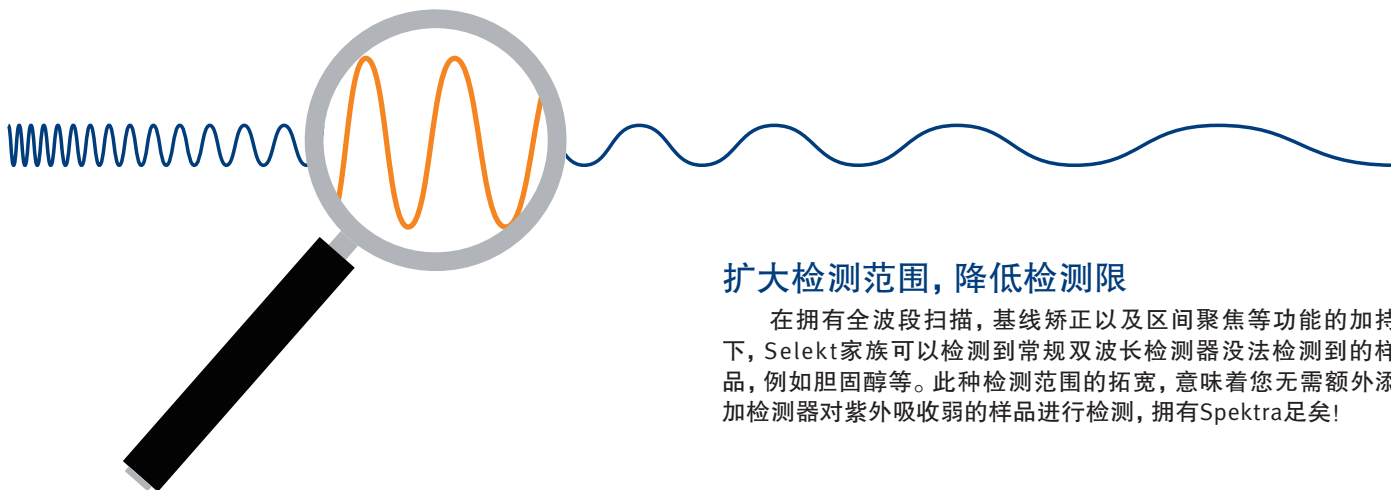 扩大检测范围，降低检测限
在拥有全波段扫描，基线矫正以及区间聚焦等功能的加持
下，Selekt家族可以检测到常规双波长检测器没法检测到的样
品，例如胆固醇等。此种检测范围的拓宽，意味着您无需额外添
加检测器对紫外吸收弱的样品进行检测，拥有Spektra足矣！